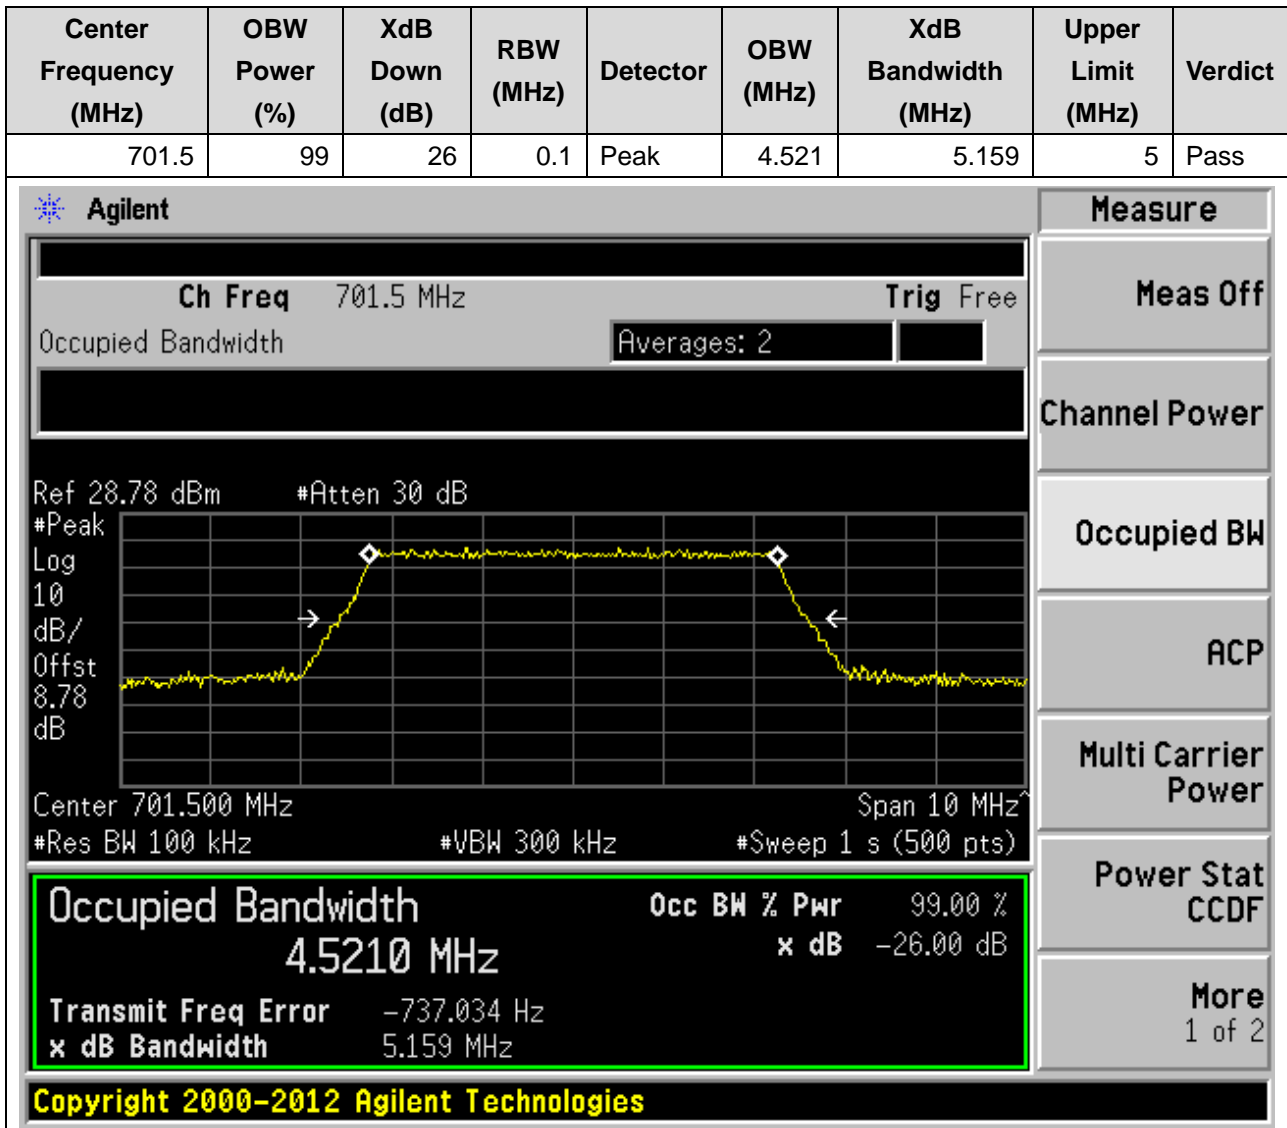 Center Frequency (MHz) OBW Power (%) XdB Down (dB) RBW (MHz) Detector OBW (MHz) XdB Bandwidth (MHz) Upper Limit (MHz) Verdict
701.5 99 26 0.1 Peak 4.521 5.159 5 Pass
Agilent
Measure
Ch Freq 701.5 MHz Trig Free
Meas Off
Occupied Bandwidth Averages: 2
Channel Power
Ref 28.78 dBm #Atten 30 dB
#Peak
Log
10
dB/
Offst
8.78
dB
Occupied BW
ACP
Multi Carrier
Power
Center 701.500 MHz Span 10 MHz^
#Res BW 100 kHz #VBW 300 kHz #Sweep 1 s (500 pts)
Power Stat
CCDF
Occupied Bandwidth Occ BW % Pwr 99.00 %
4.5210 MHz x dB -26.00 dB
Transmit Freq Error -737.034 Hz
x dB Bandwidth 5.159 MHz
More
1 of 2
Copyright 2000-2012 Agilent Technologies